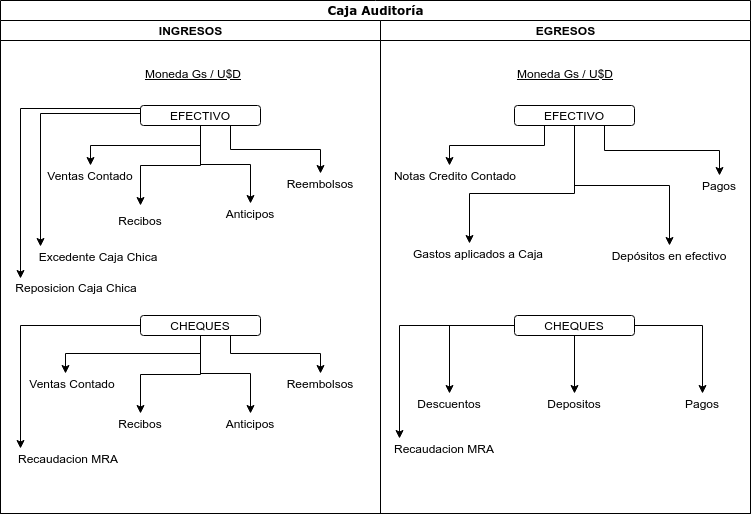 Caja Auditoría
INGRESOS
EGRESOS
Moneda Gs / U$D
EFECTIVO
Ventas Contado
Recibos
Anticipos
Reembolsos
Excedente Caja Chica
Reposicion Caja Chica
CHEQUES
Ventas Contado
Recibos
Anticipos
Reembolsos
Recaudacion MRA
Moneda Gs / U$D
EFECTIVO
Notas Credito Contado
Pagos
Gastos aplicados a Caja
Depósitos en efectivo
CHEQUES
Descuentos
Depositos
Pagos
Recaudacion MRA